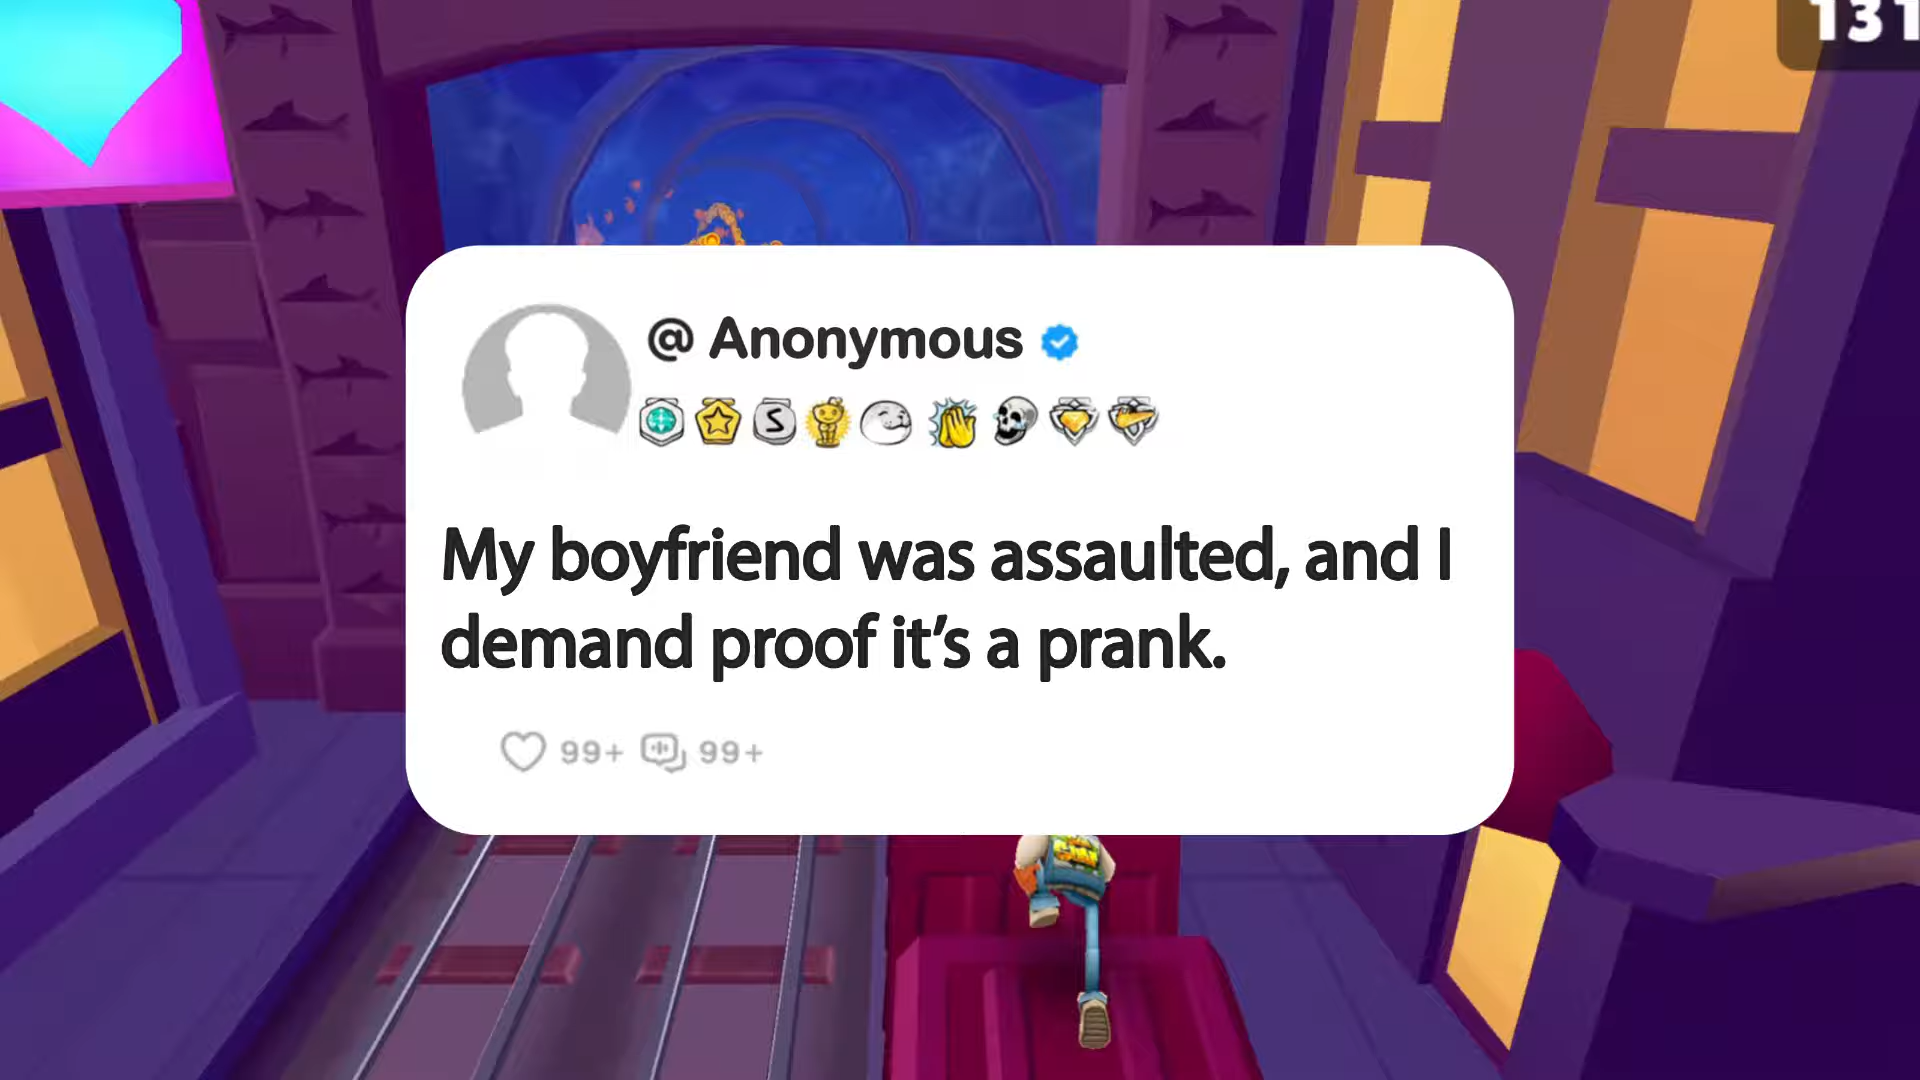 131
@ Anonymous
My boyfriend was assaulted, and I
demand proof it’s a prank.
99+ 99+